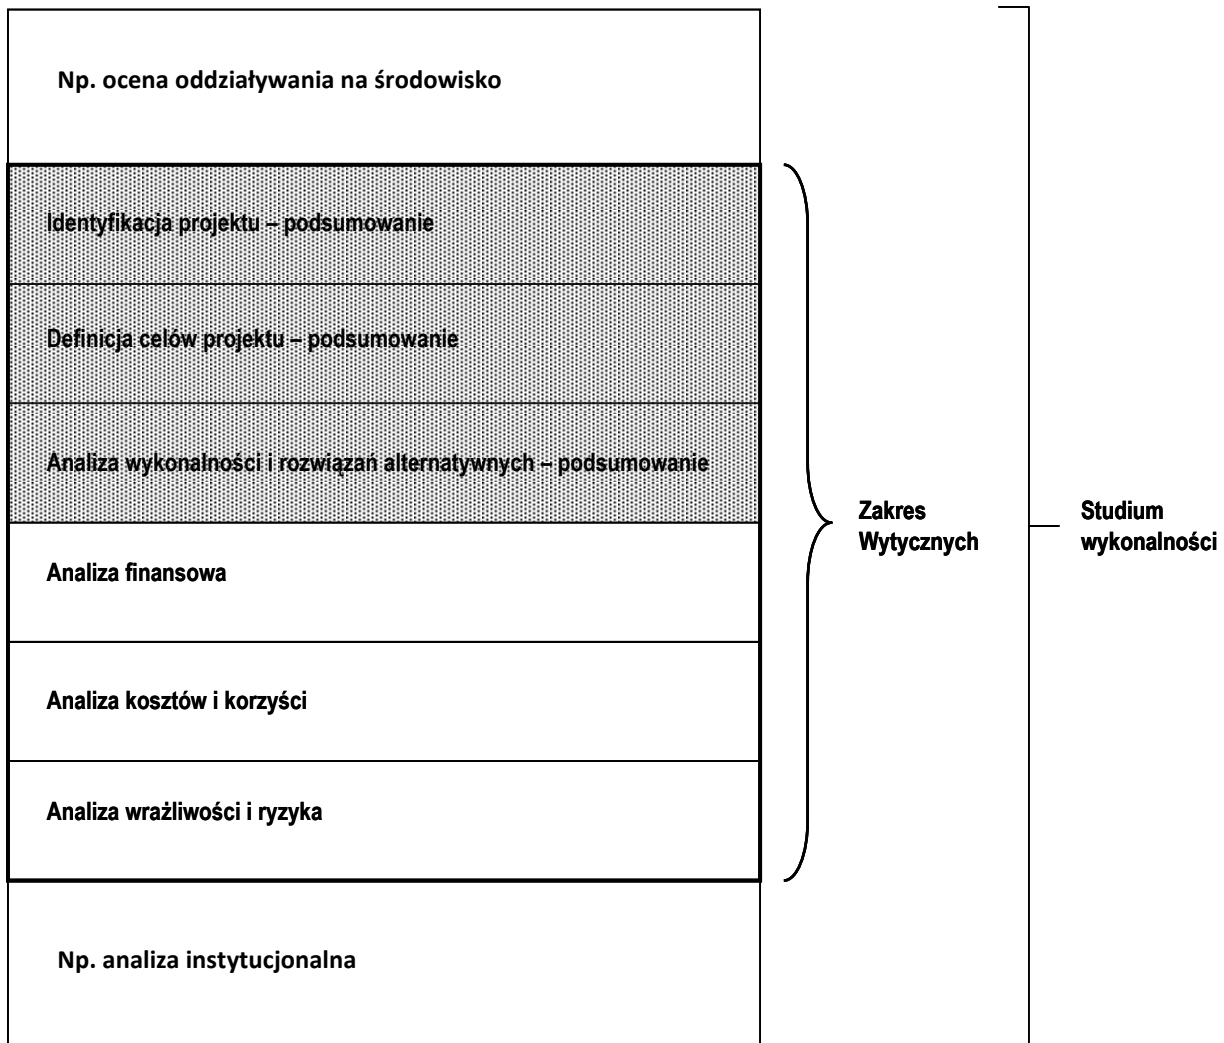 Np. ocena oddziaływania na środowisko
Identyfikacja projektu – podsumowanie
Definicja celów projektu – podsumowanie
Analiza wykonalności i rozwiązań alternatywnych – podsumowanie
Analiza finansowa
Analiza kosztów i korzyści
Analiza wrażliwości i ryzyka
Np. analiza instytucjonalna
Zakres
Wytycznych
Studium
wykonalności